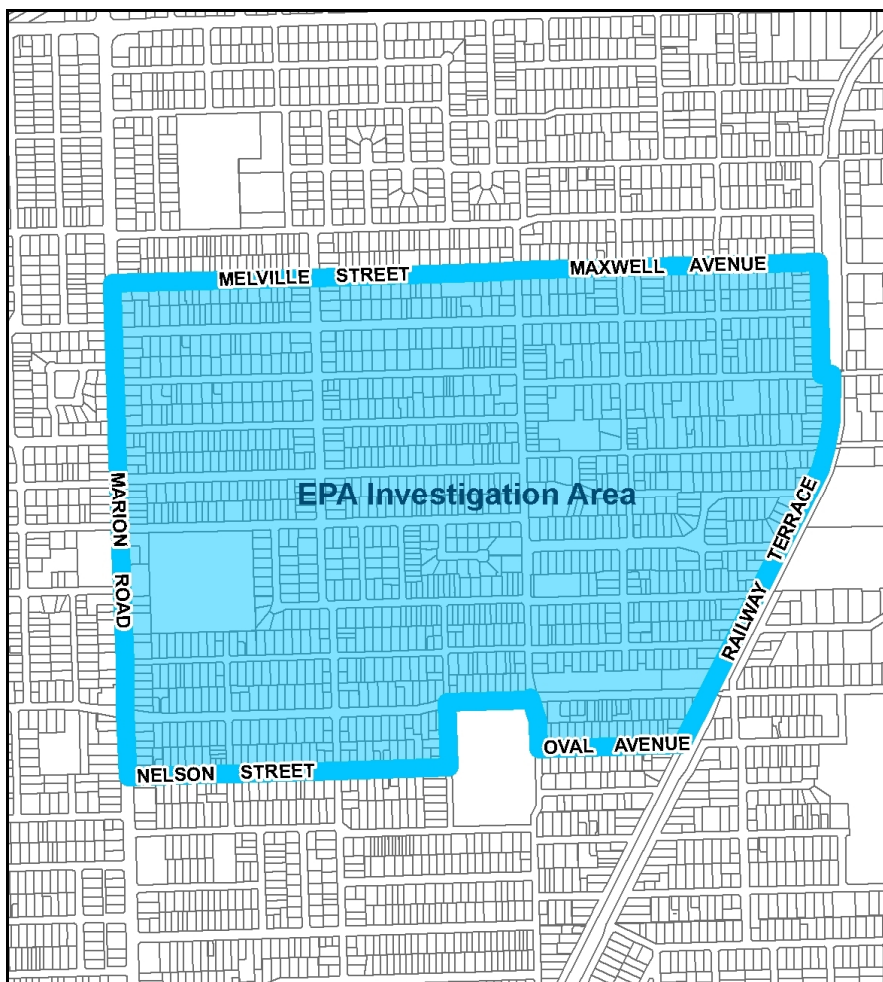 MELVILLE STREET
MAXWELL AVENUE
MARION ROAD
EPA Investigation Area
RAILWAY TERRACE
OVAL AVENUE
NELSON STREET